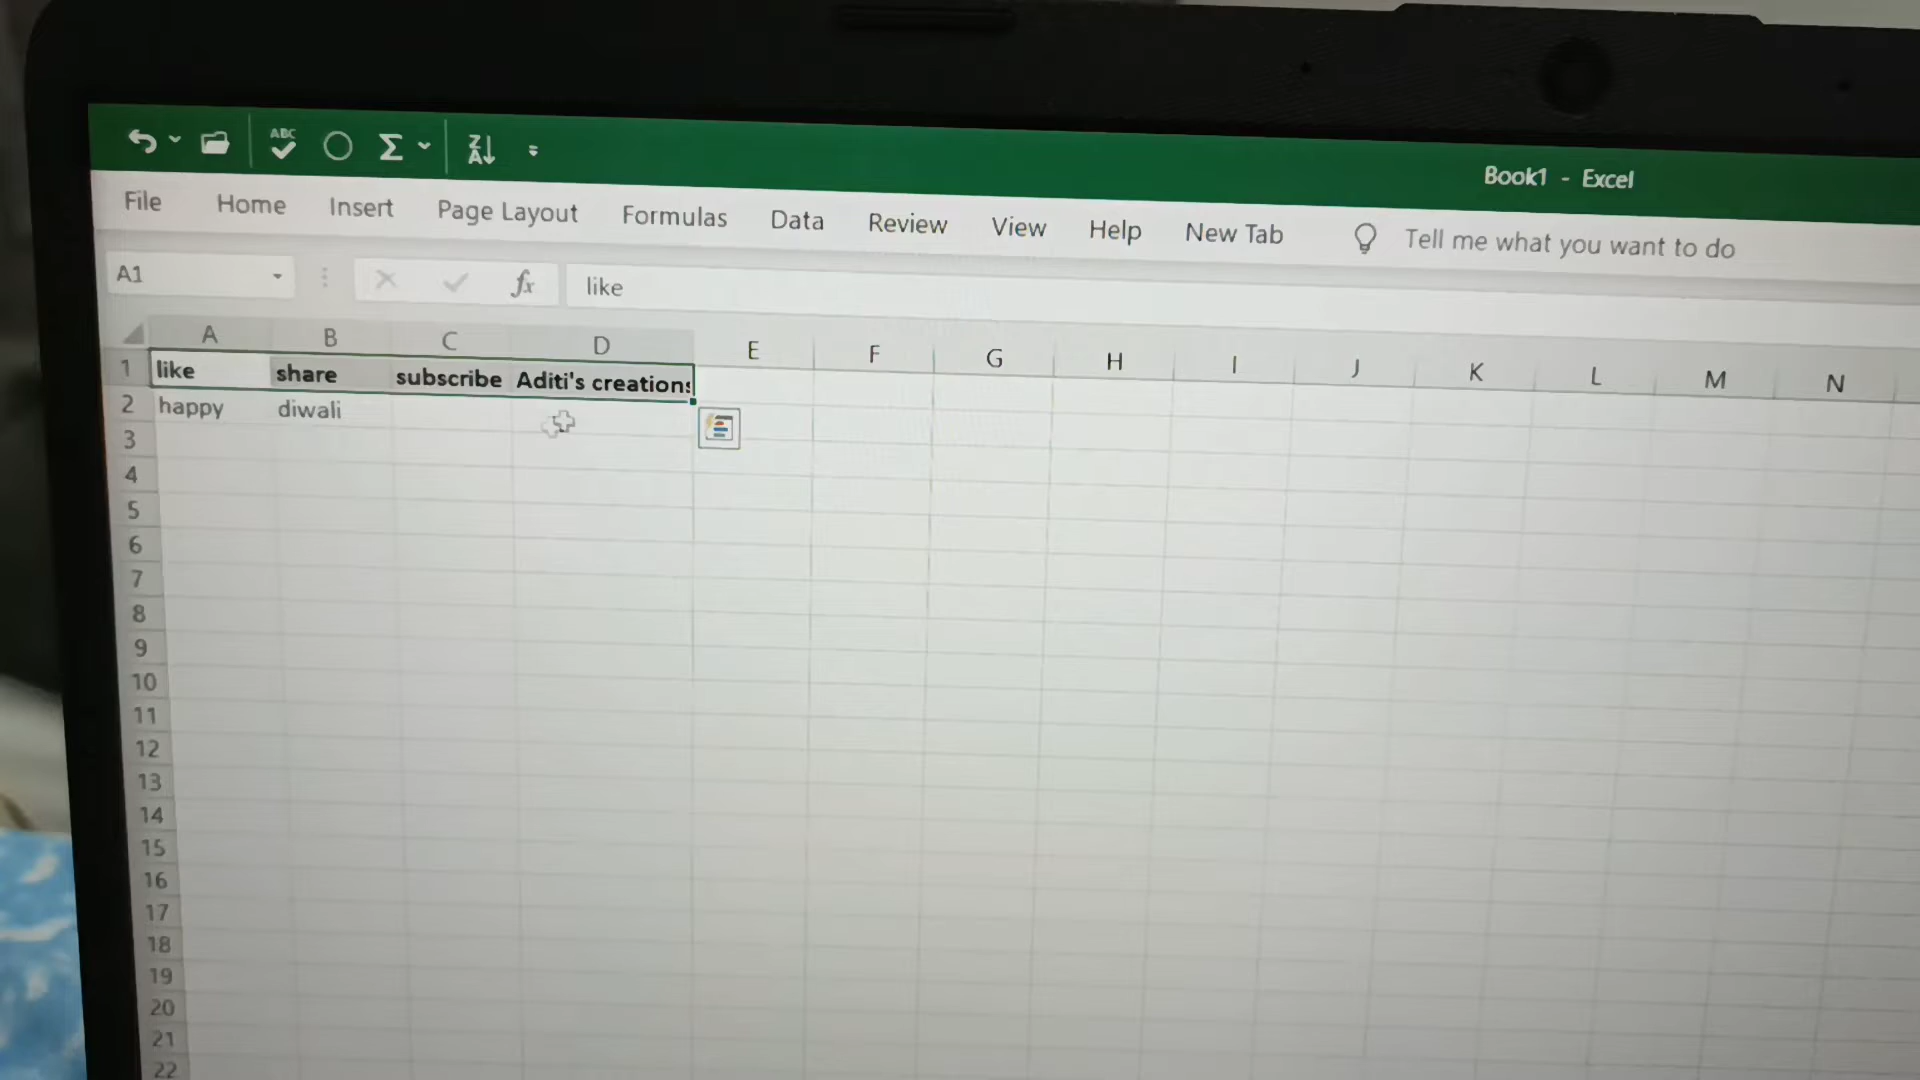 ABC
Book1 - Excel
File Home Insert Page Layout Formulas Data Review View Help New Tab Tell me what you want to do
A1 fx like
A B C D E F G H I J K L M N
1 like share subscribe Aditi's creations
2 happy diwali
3
4
5
6
7
8
9
10
11
12
13
14
15
16
17
18
19
20
21
22